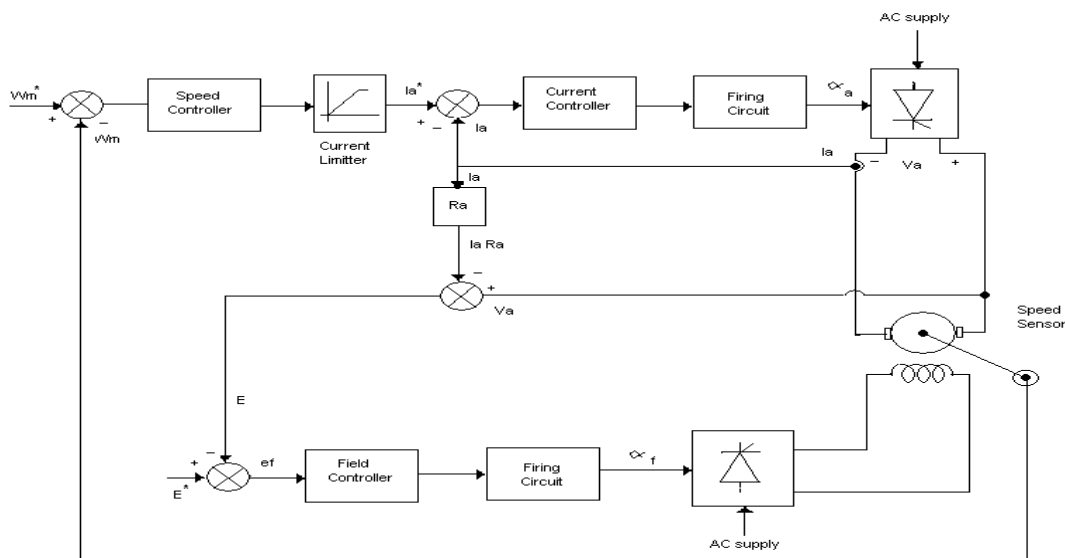 AC supply
Wm*
+
−
Wm
Speed
Controller
Current
Limitter
Ia*
+
−
Ia
Current
Controller
Firing
Circuit
∝a
Ia
−
Va
+
Ia
Ra
Ia Ra
−
+
Va
Speed
Sensor
E
+
−
E*
ef
Field
Controller
Firing
Circuit
∝f
AC supply